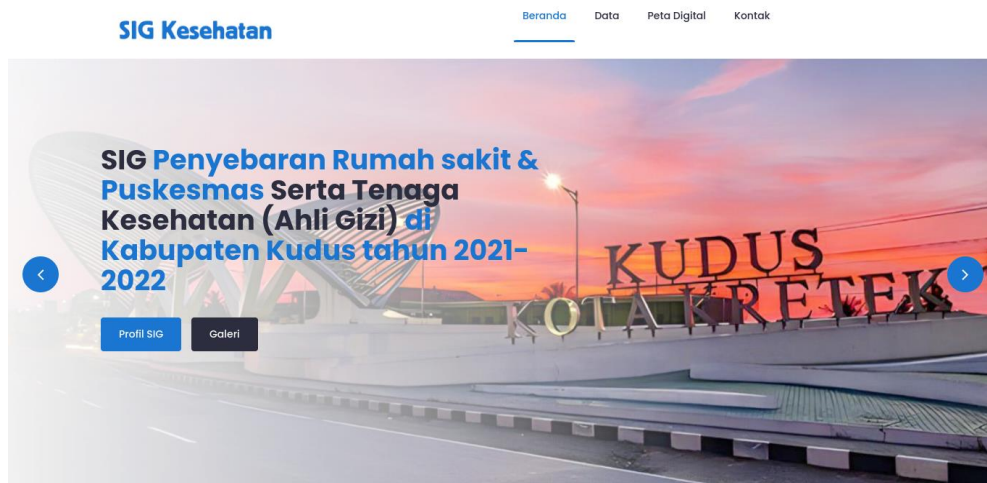 SIG Kesehatan
Beranda Data Peta Digital Kontak
SIG Penyebaran Rumah sakit &
Puskesmas Serta Tenaga
Kesehatan (Ahli Gizi) di
Kabupaten Kudus tahun 2021-
2022
Profil SIG Galeri
KUDUS
KOTA KRETEK